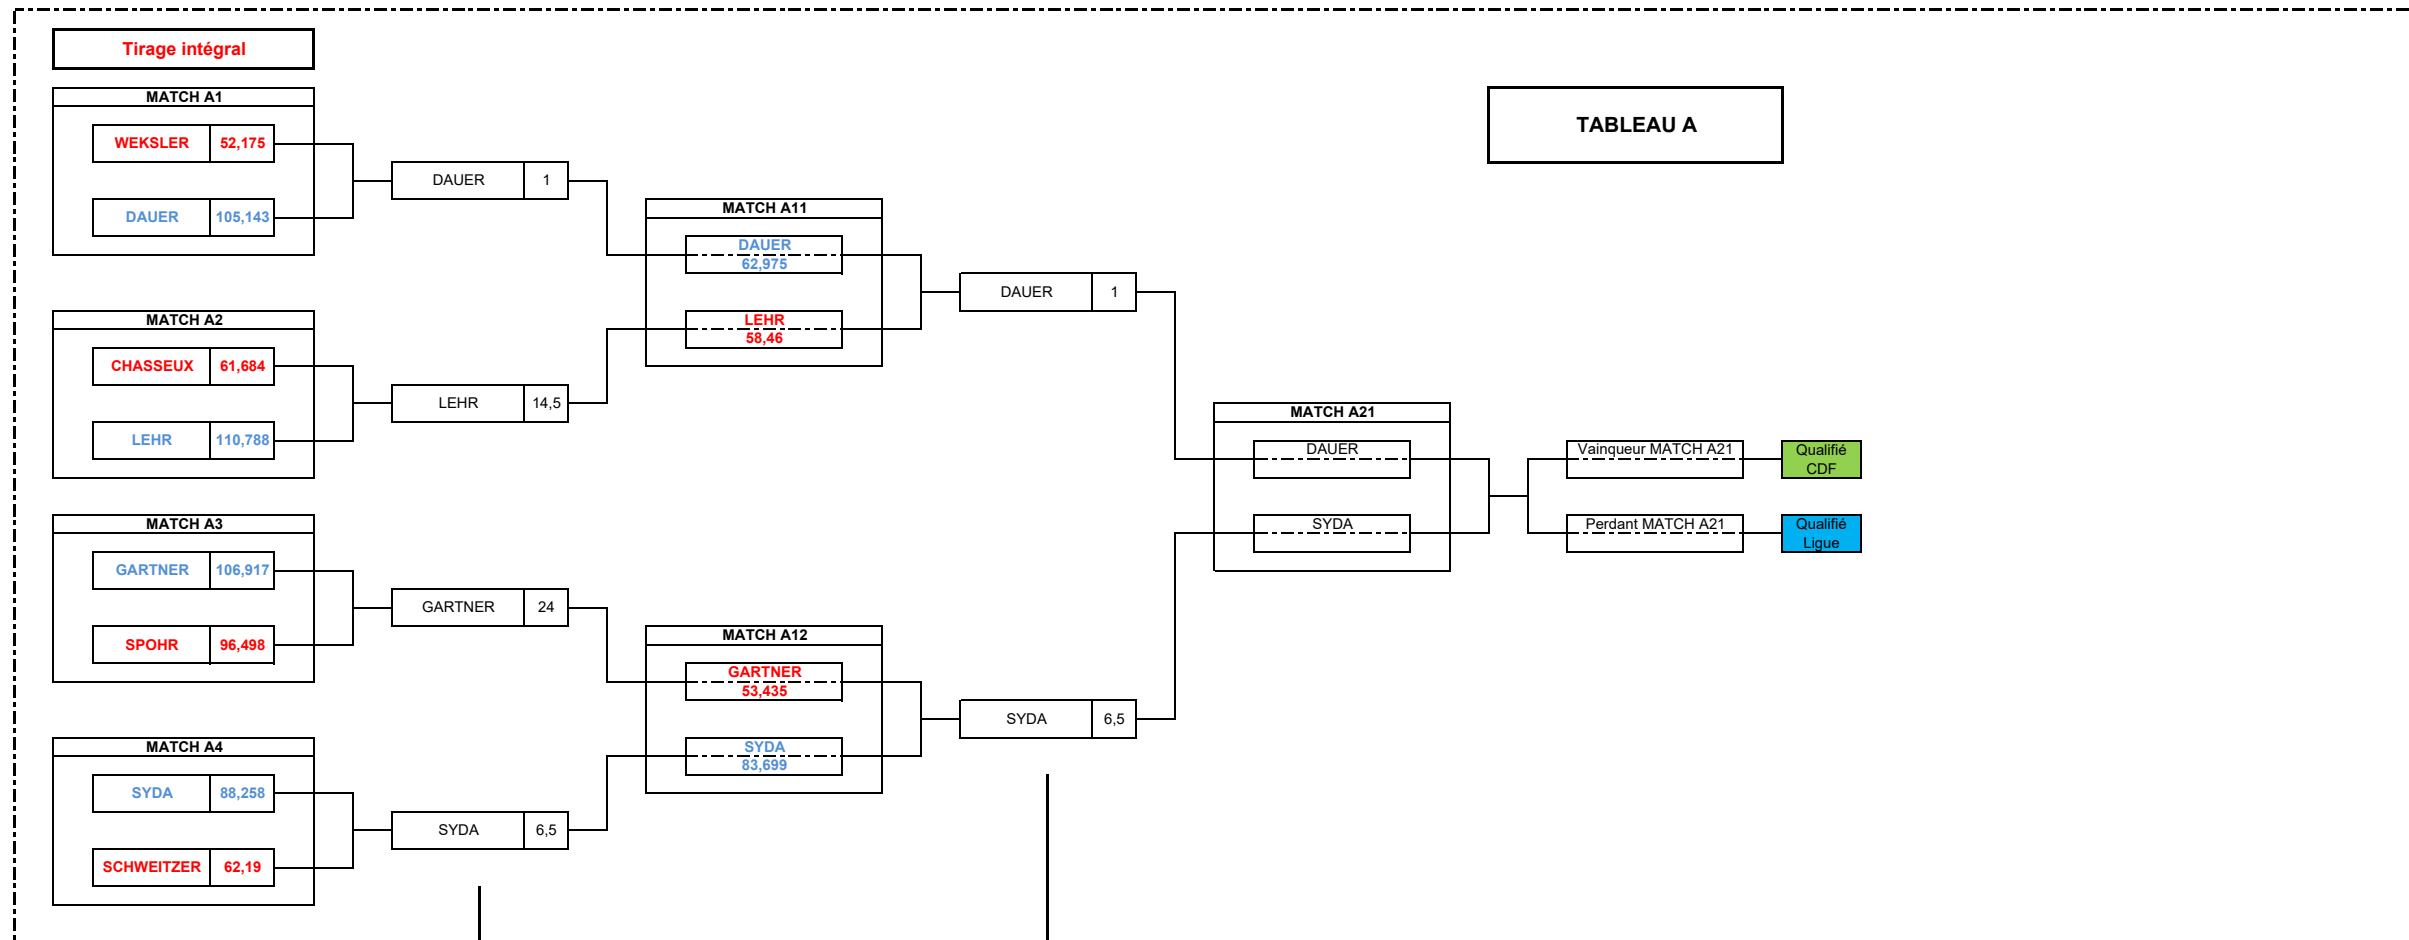 Tirage intégral
TABLEAU A
MATCH A1
WEKSLER 52,175
DAUER 105,143
DAUER 1
MATCH A2
CHASSEUX 61,684
LEHR 110,788
LEHR 14,5
MATCH A3
GARTNER 106,917
SPOHR 96,498
GARTNER 24
MATCH A4
SYDA 88,258
SCHWEITZER 62,19
SYDA 6,5
MATCH A11
DAUER
62,975
LEHR
58,46
DAUER 1
MATCH A12
GARTNER
53,435
SYDA
83,699
SYDA 6,5
MATCH A21
DAUER
SYDA
Vainqueur MATCH A21
Qualifié
CDF
Perdant MATCH A21
Qualifié
Ligue